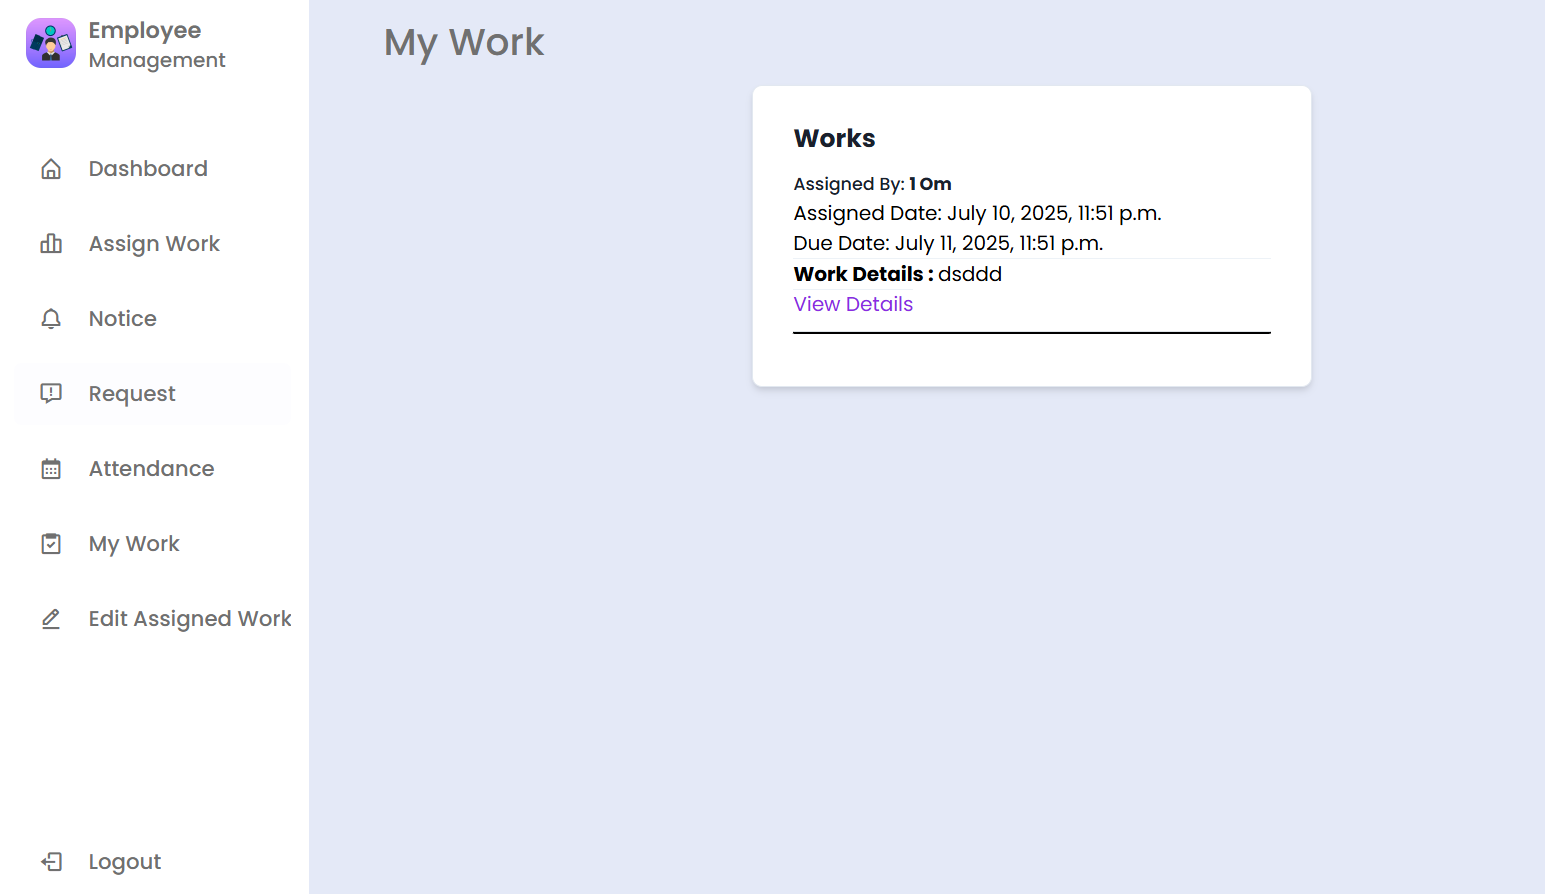 Employee
Management
Dashboard
Assign Work
Notice
Request
Attendance
My Work
Edit Assigned Work
Logout
My Work
Works
Assigned By: 1 Om
Assigned Date: July 10, 2025, 11:51 p.m.
Due Date: July 11, 2025, 11:51 p.m.
Work Details : dsddd
View Details